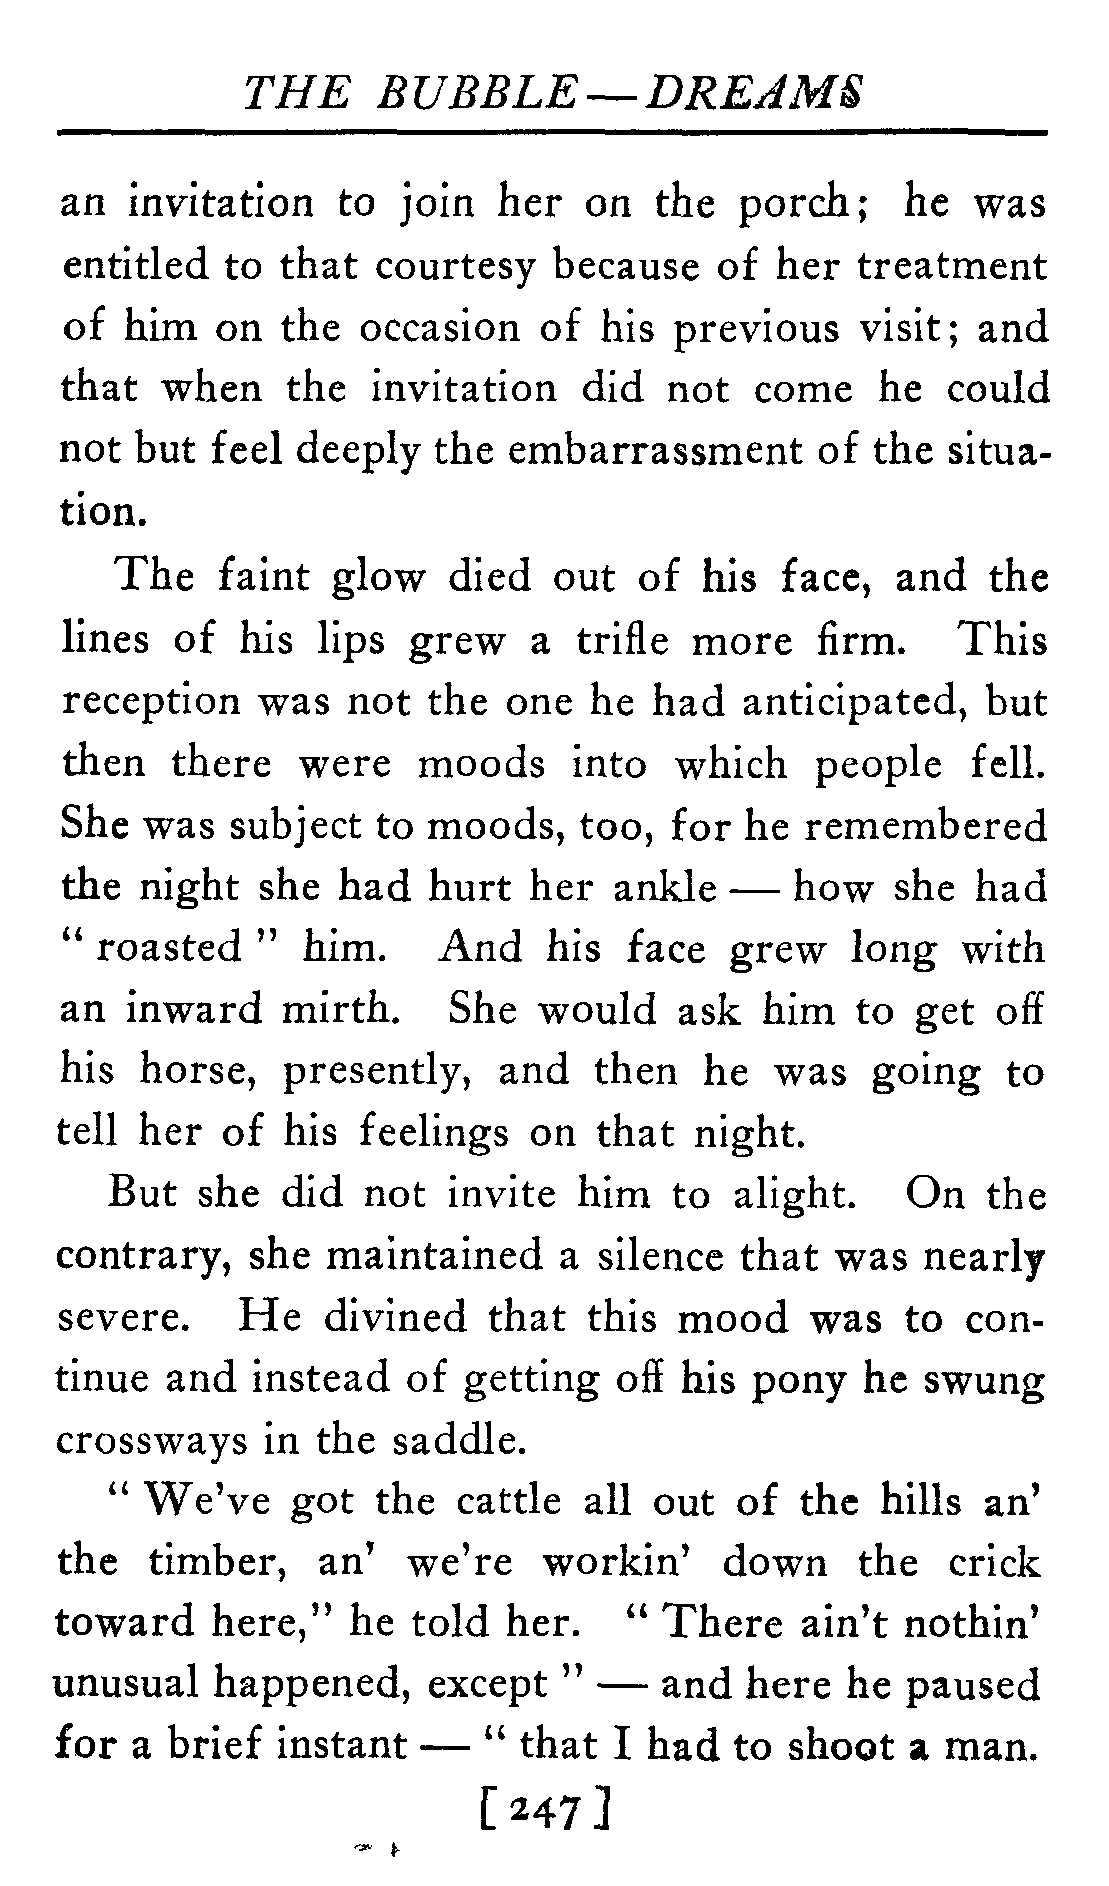 THE BUBBLE—DREAMS
an invitation to join her on the porch; he was
entitled to that courtesy because of her treatment
of him on the occasion of his previous visit; and
that when the invitation did not come he could
not but feel deeply the embarrassment of the situa-
tion.
The faint glow died out of his face, and the
lines of his lips grew a trifle more firm. This
reception was not the one he had anticipated, but
then there were moods into which people fell.
She was subject to moods, too, for he remembered
the night she had hurt her ankle — how she had
" roasted " him. And his face grew long with
an inward mirth. She would ask him to get off
his horse, presently, and then he was going to
tell her of his feelings on that night.
But she did not invite him to alight. On the
contrary, she maintained a silence that was nearly
severe. He divined that this mood was to con-
tinue and instead of getting off his pony he swung
crossways in the saddle.
" We've got the cattle all out of the hills an'
the timber, an' we're workin' down the crick
toward here," he told her. " There ain't nothin'
unusual happened, except " — and here he paused
for a brief instant — " that I had to shoot a man.
[ 247 ]